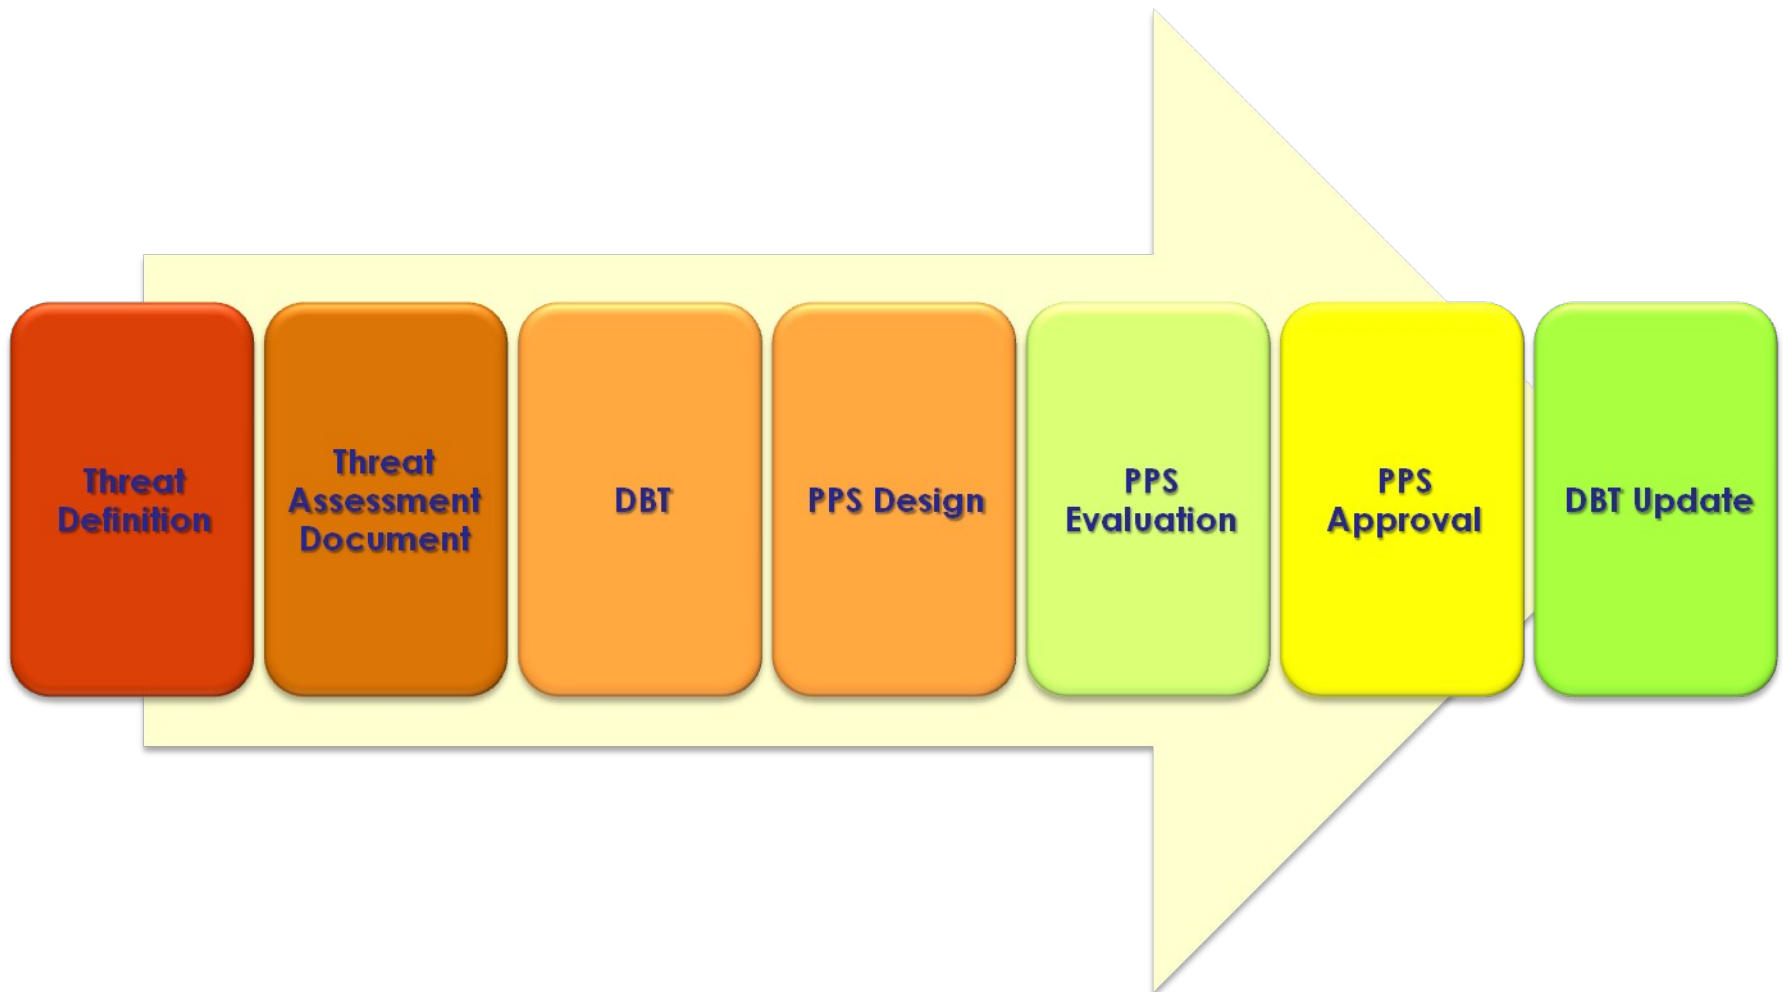 Threat
Definition
Threat
Assessment
Document
DBT
PPS Design
PPS
Evaluation
PPS
Approval
DBT Update